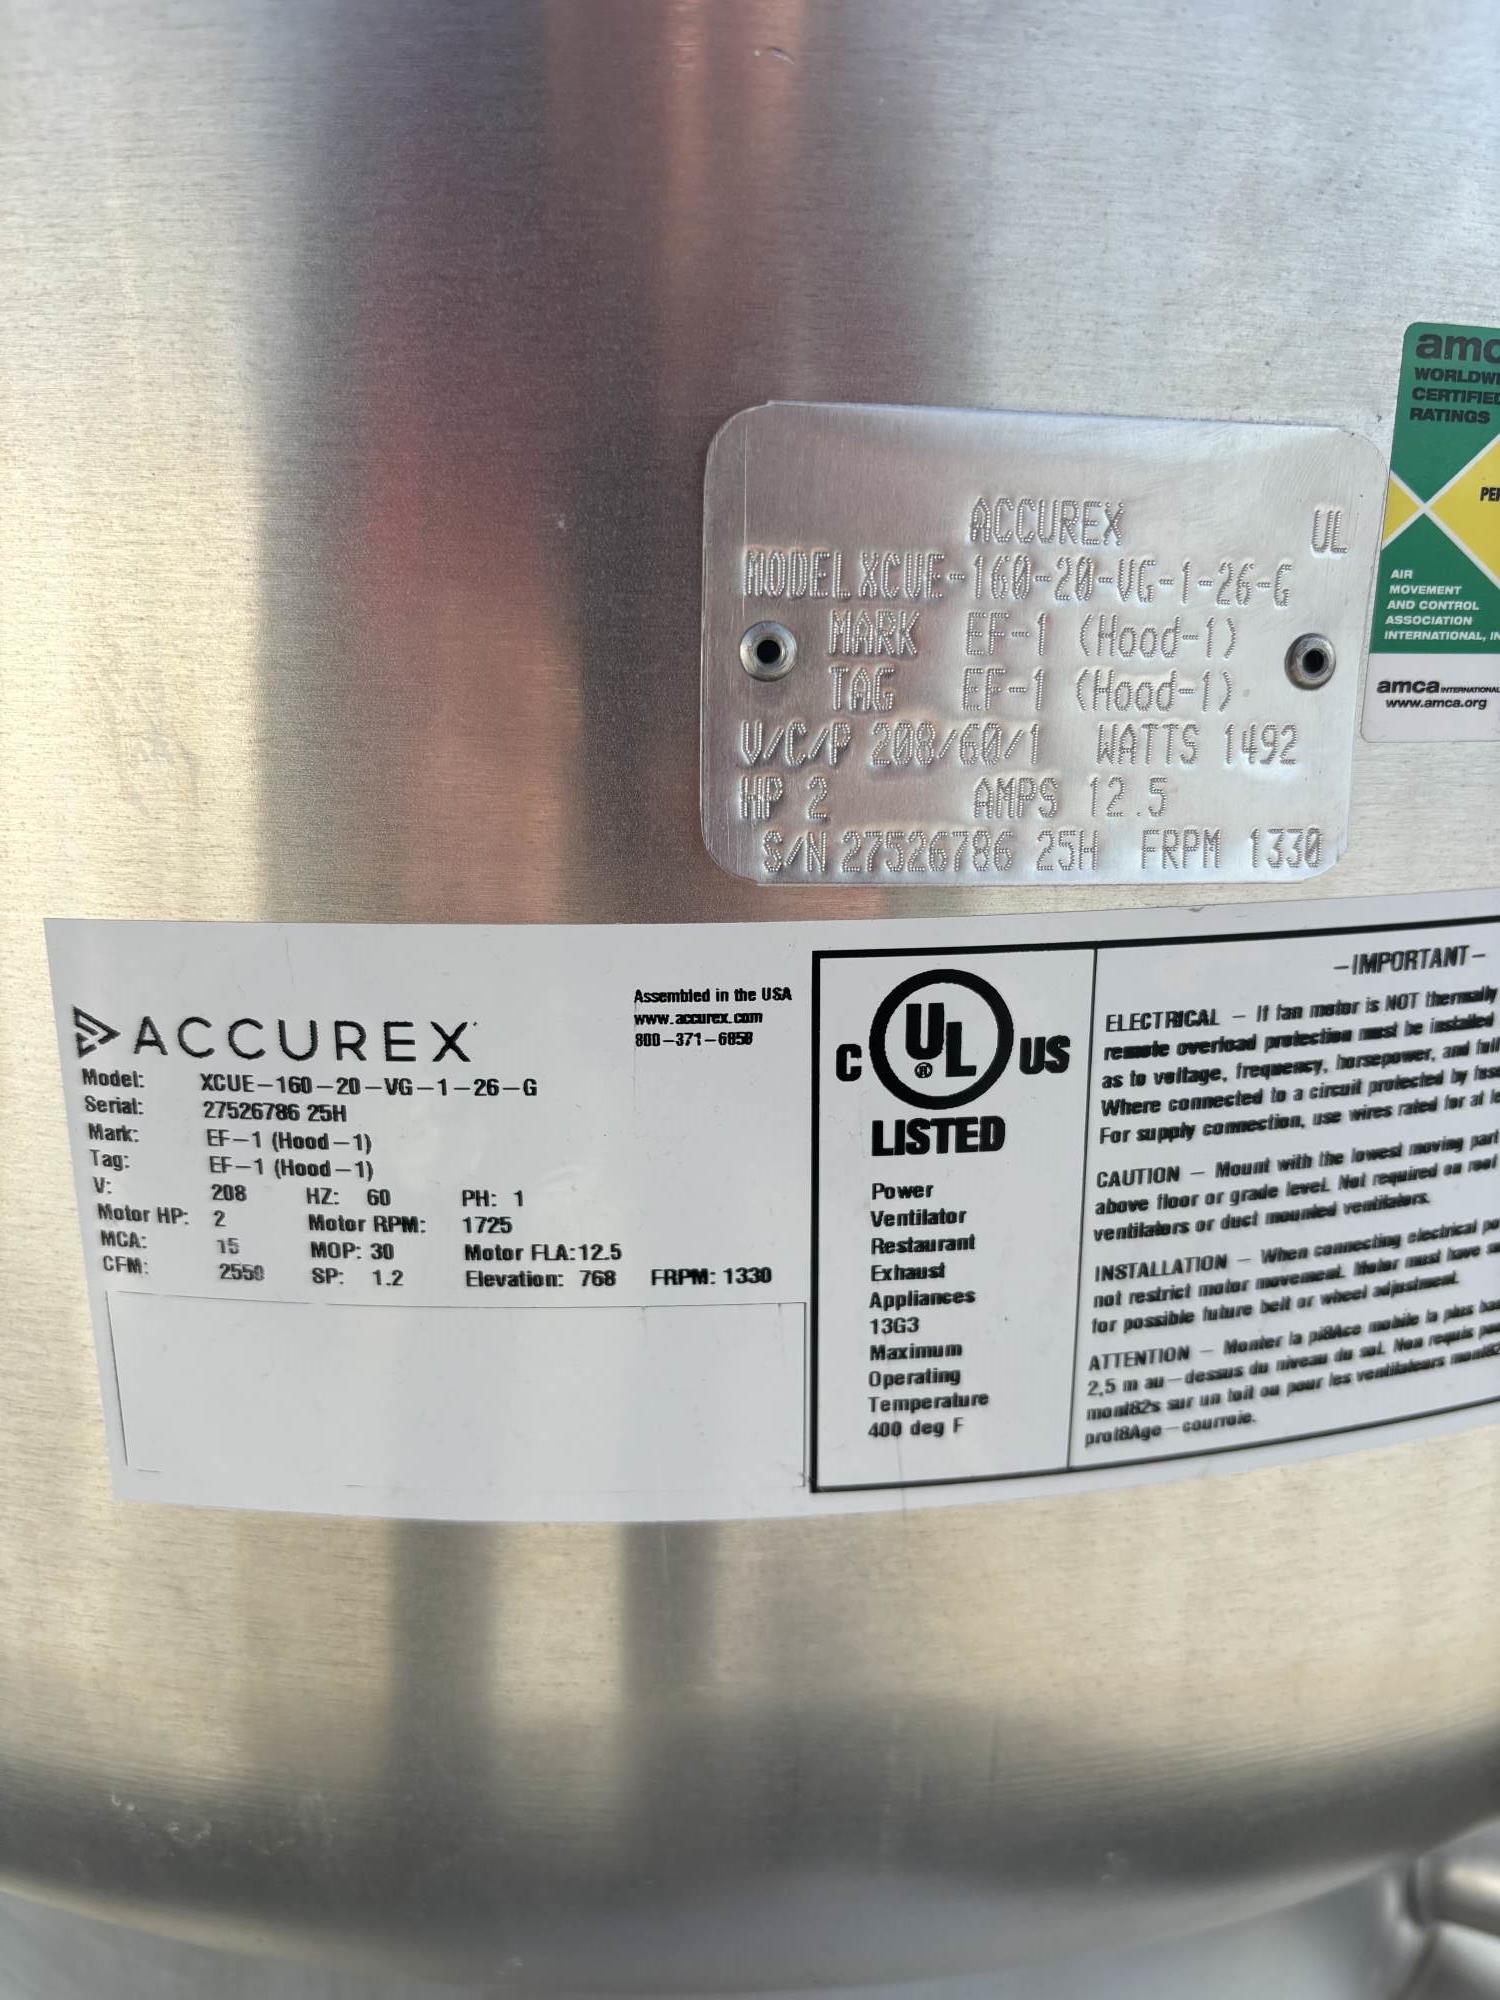 amc
WORLDWI
CERTIFIED
RATINGS
PER
AIR
MOVEMENT
AND CONTROL
ASSOCIATION
INTERNATIONAL, IN
amca INTERNATIONAL
www.amca.org
ACCUREX UL
MODEL XCUE-160-20-VG-1-26-G
MARK EF-1 (Hood-1)
TAG EF-1 (Hood-1)
V/C/P 208/60/1 WATTS 1492
HP 2 AMPS 12.5
S/N 27526786 25H FRPM 1330
ACCUREX
Assembled in the USA
www.accurex.com
800-371-6858
Model: XCUE-160-20-VG-1-26-G
Serial: 27526786 25H
Mark: EF-1 (Hood-1)
Tag: EF-1 (Hood-1)
V: 208 HZ: 60 PH: 1
Motor HP: 2 Motor RPM: 1725
MCA: 15 MOP: 30 Motor FLA: 12.5
CFM: 2550 SP: 1.2 Elevation: 768 FRPM: 1330
C UL ® US
LISTED
Power
Ventilator
Restaurant
Exhaust
Appliances
13G3
Maximum
Operating
Temperature
400 deg F
-IMPORTANT-
ELECTRICAL - If fan motor is NOT thermally
remote overload protection must be installed
as to voltage, frequency, horsepower, and full
Where connected to a circuit protected by fuse
For supply connection, use wires rated for at le
CAUTION - Mount with the lowest moving part
above floor or grade level. Not required on roof
ventilators or duct mounted ventilators.
INSTALLATION - When connecting electrical po
not restrict motor movement. Motor must have
for possible future belt or wheel adjustment.
ATTENTION - Monter la pi8Ace mobile la plus
2,5 m au-dessus du niveau du sol. Non requis
mont82s sur un toit ou pour les ventilateurs mont82
prot8Age-courroie.